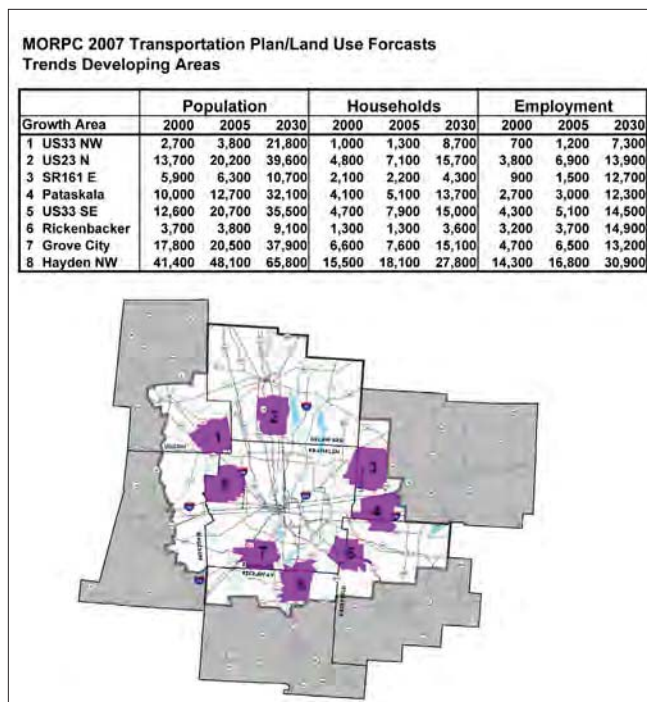 MORPC 2007 Transportation Plan/Land Use Forcasts
Trends Developing Areas
Population Households Employment
Growth Area 2000 2005 2030 2000 2005 2030 2000 2005 2030
1 US33 NW 2,700 3,800 21,800 1,000 1,300 8,700 700 1,200 7,300
2 US23 N 13,700 20,200 39,600 4,800 7,100 15,700 3,800 6,900 13,900
3 SR161 E 5,900 6,300 10,700 2,100 2,200 4,300 900 1,500 12,700
4 Pataskala 10,000 12,700 32,100 4,100 5,100 13,700 2,700 3,000 12,300
5 US33 SE 12,600 20,700 35,500 4,700 7,900 15,000 4,300 5,100 14,500
6 Rickenbacker 3,700 3,800 9,100 1,300 1,300 3,600 3,200 3,700 14,900
7 Grove City 17,800 20,500 37,900 6,600 7,600 15,100 4,700 6,500 13,200
8 Hayden NW 41,400 48,100 65,800 15,500 18,100 27,800 14,300 16,800 30,900
2
1
DELAWARE
FRANKLIN
3
4
7
MADISON
PICKAWAY